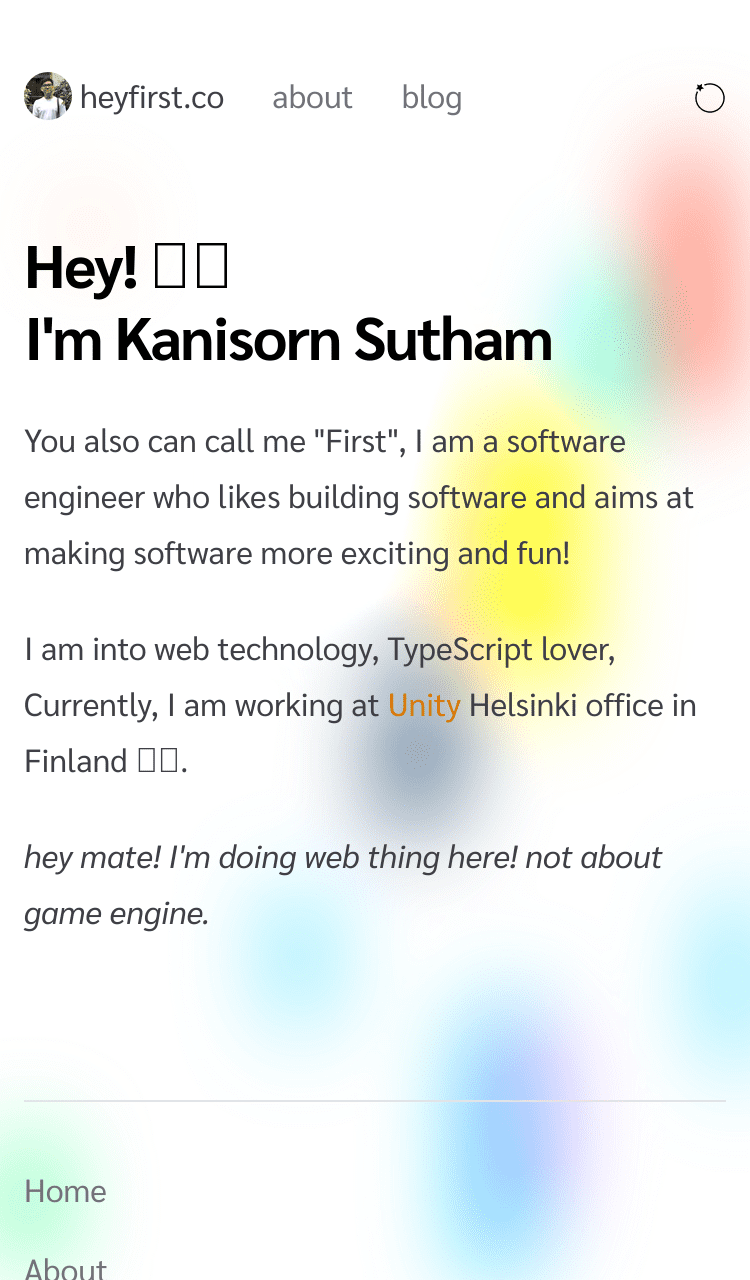 heyfirst.co about blog
Hey!
I'm Kanisorn Sutham
You also can call me "First", I am a software
engineer who likes building software and aims at
making software more exciting and fun!
I am into web technology, TypeScript lover,
Currently, I am working at Unity Helsinki office in
Finland .
hey mate! I'm doing web thing here! not about
game engine.
Home
About